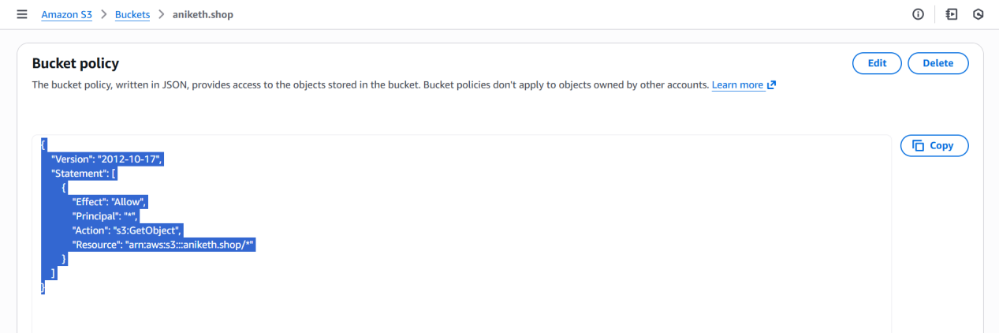 Amazon S3 > Buckets > aniketh.shop
Bucket policy
Edit
Delete
The bucket policy, written in JSON, provides access to the objects stored in the bucket. Bucket policies don't apply to objects owned by other accounts. Learn more
Copy
{
"Version": "2012-10-17",
"Statement": [
{
"Effect": "Allow",
"Principal": "*",
"Action": "s3:GetObject",
"Resource": "arn:aws:s3:::aniketh.shop/*"
}
]
}